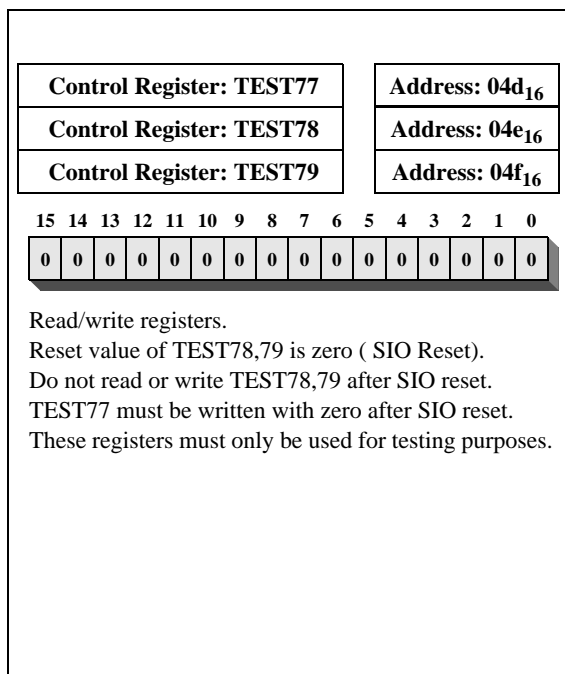 Control Register: TEST77 Address: 04d16
Control Register: TEST78 Address: 04e16
Control Register: TEST79 Address: 04f16
15 14 13 12 11 10 9 8 7 6 5 4 3 2 1 0
0 0 0 0 0 0 0 0 0 0 0 0 0 0 0 0
Read/write registers.
Reset value of TEST78,79 is zero ( SIO Reset).
Do not read or write TEST78,79 after SIO reset.
TEST77 must be written with zero after SIO reset.
These registers must only be used for testing purposes.